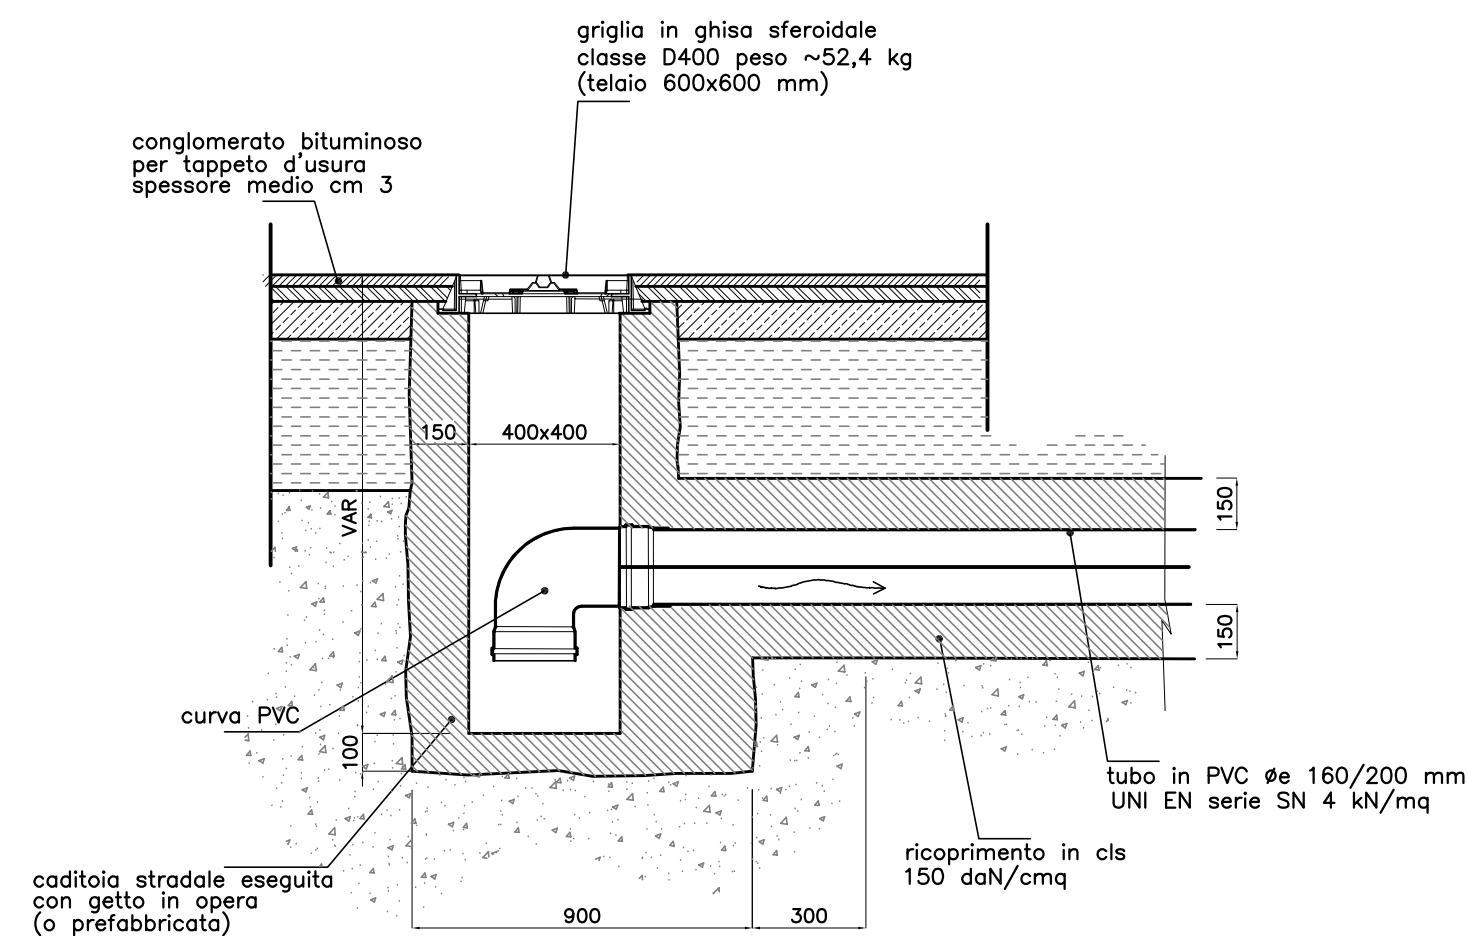 griglia in ghisa sferoidale
classe D400 peso ~52,4 kg
(telaio 600x600 mm)
conglomerato bituminoso
per tappeto d'usura
spessore medio cm 3
150
400x400
VAR
150
150
curva PVC
100
tubo in PVC Øe 160/200 mm
UNI EN serie SN 4 kN/mq
ricoprimento in cls
150 daN/cmq
caditoia stradale eseguita
con getto in opera
(o prefabbricata)
900
300